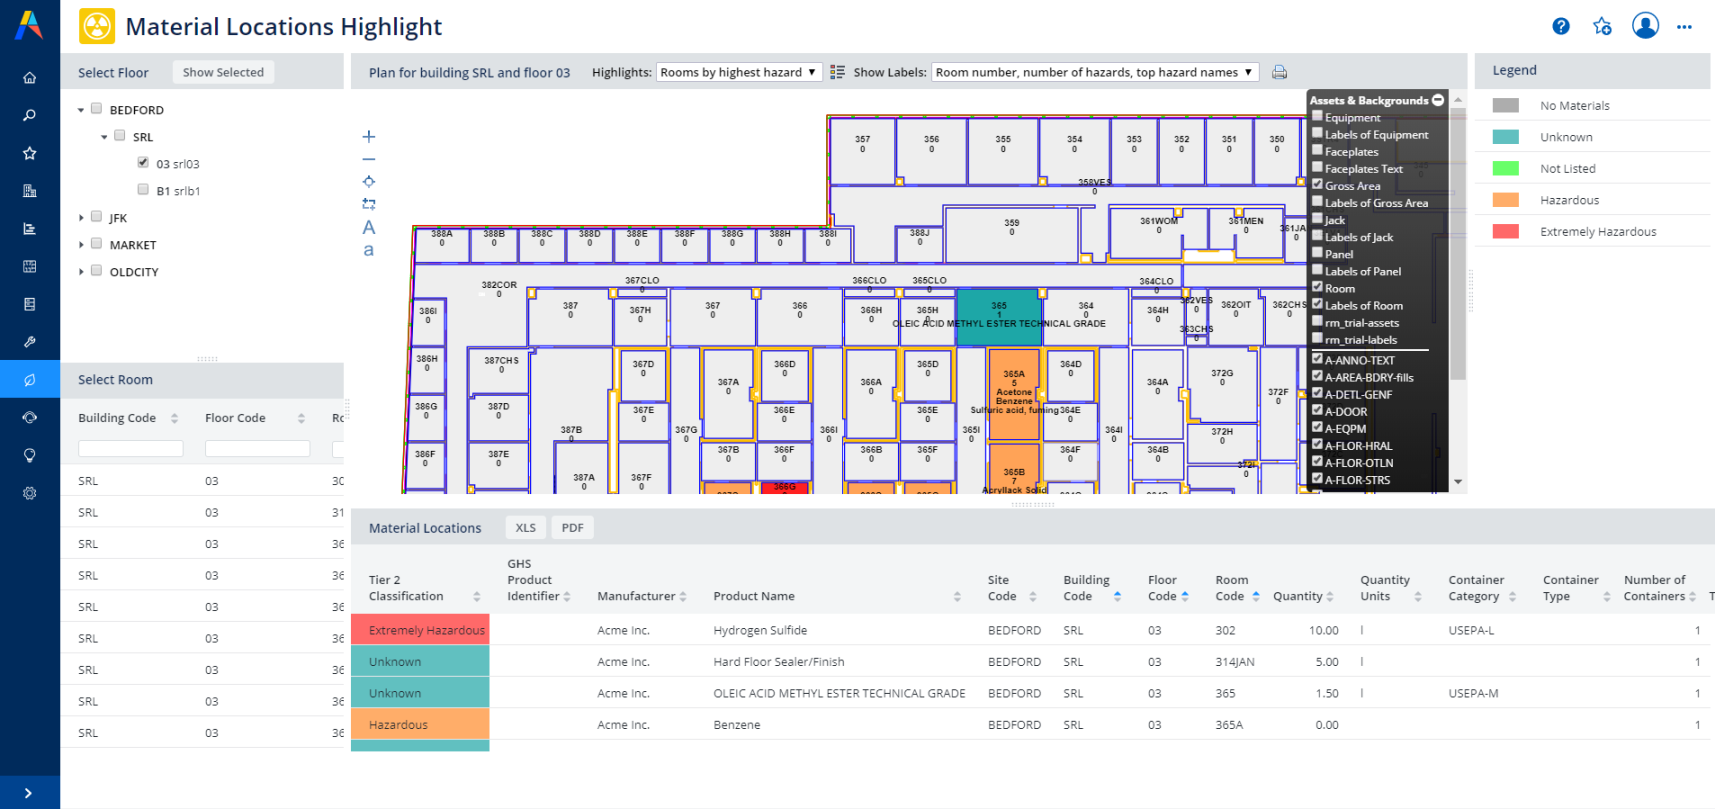 Material Locations Highlight
Select Floor Show Selected
Plan for building SRL and floor 03 Highlights: Rooms by highest hazard Show Labels: Room number, number of hazards, top hazard names
Legend
BEDFORD
SRL
03 srl03
B1 srlb1
JFK
MARKET
OLDCITY
No Materials
Unknown
Not Listed
Hazardous
Extremely Hazardous
Assets & Backgrounds
Equipment
Labels of Equipment
Faceplates
Faceplates Text
Gross Area
Labels of Gross Area
Jack
Labels of Jack
Panel
Labels of Panel
Room
Labels of Room
rm_trial-assets
rm_trial-labels
A-ANNO-TEXT
A-AREA-BDRY-fills
A-DETL-GENF
A-DOOR
A-EQPM
A-FLOR-HRAL
A-FLOR-OTLN
A-FLOR-STRS
A
a
357 356 355 354 353 352 351 350
0 0 0 0 0 0 0 0
358VES
0
359
0
361WOM 361MEN 361JA
0 0 0
388A 388B 388C 388D 388E 388F 388G 388H 388I 388J
0 0 0 0 0 0 0 0 0 0
382COR 367CLO 366CLO 365CLO 364CLO
0 0 0 0 0
386I 387 367H 367 366 366H 365H 365 364 364H 362VES 362OIT 362CHS
0 0 0 0 0 0 0 1 0 0 0 0 0
OLEIC ACID METHYL ESTER TECHNICAL GRADE
363CHS
0
386H 387CHS 367D 367A 366D 366A 365D 365A 364D 364A 372G 372F
0 0 0 0 0 0 0 5 0 0 0 0
Acetone
Benzene
Sulfuric acid, fuming
386G 387D 367E 366E 365E 364E
0 0 0 0 0 0
387B 367G 366I 365I 364I 372H
0 0 0 0 0 0
386F 387E 367B 366F 366B 365F 364F 364B
0 0 0 0 0 0 0 0
387A 367F 365B 372I
0 0 7 0
366G
Acryllack Solid
Select Room
Building Code Floor Code Ro
SRL 03 30
SRL 03 31
SRL 03 36
SRL 03 36
SRL 03 36
SRL 03 36
SRL 03 36
SRL 03 36
SRL 03 36
Material Locations XLS PDF
Tier 2 Classification GHS Product Identifier Manufacturer Product Name Site Code Building Code Floor Code Room Code Quantity Quantity Units Container Category Container Type Number of Containers T
Extremely Hazardous Acme Inc. Hydrogen Sulfide BEDFORD SRL 03 302 10.00 l USEPA-L 1
Unknown Acme Inc. Hard Floor Sealer/Finish BEDFORD SRL 03 314JAN 5.00 l 1
Unknown Acme Inc. OLEIC ACID METHYL ESTER TECHNICAL GRADE BEDFORD SRL 03 365 1.50 l USEPA-M 1
Hazardous Acme Inc. Benzene BEDFORD SRL 03 365A 0.00 1